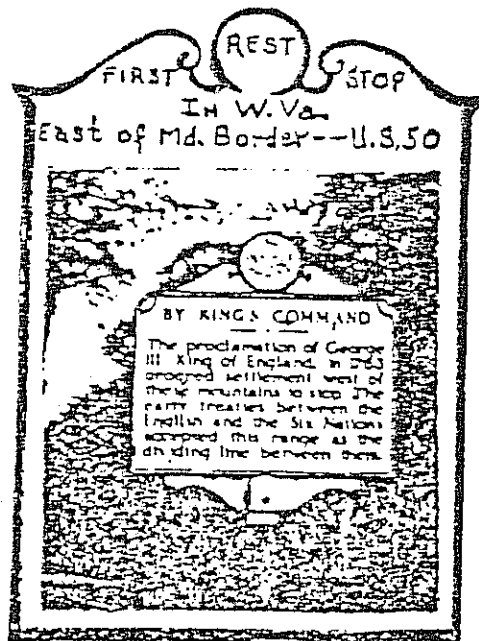 FIRST REST STOP
IN W. Va.
East of Md. Border--U.S. 50
BY KING'S COMMAND
The proclamation of George
III King of England, in 1763
ordered settlement west of
these mountains to stop. The
early treaties between the
English and the Six Nations
accepted this range as the
dividing line between them.